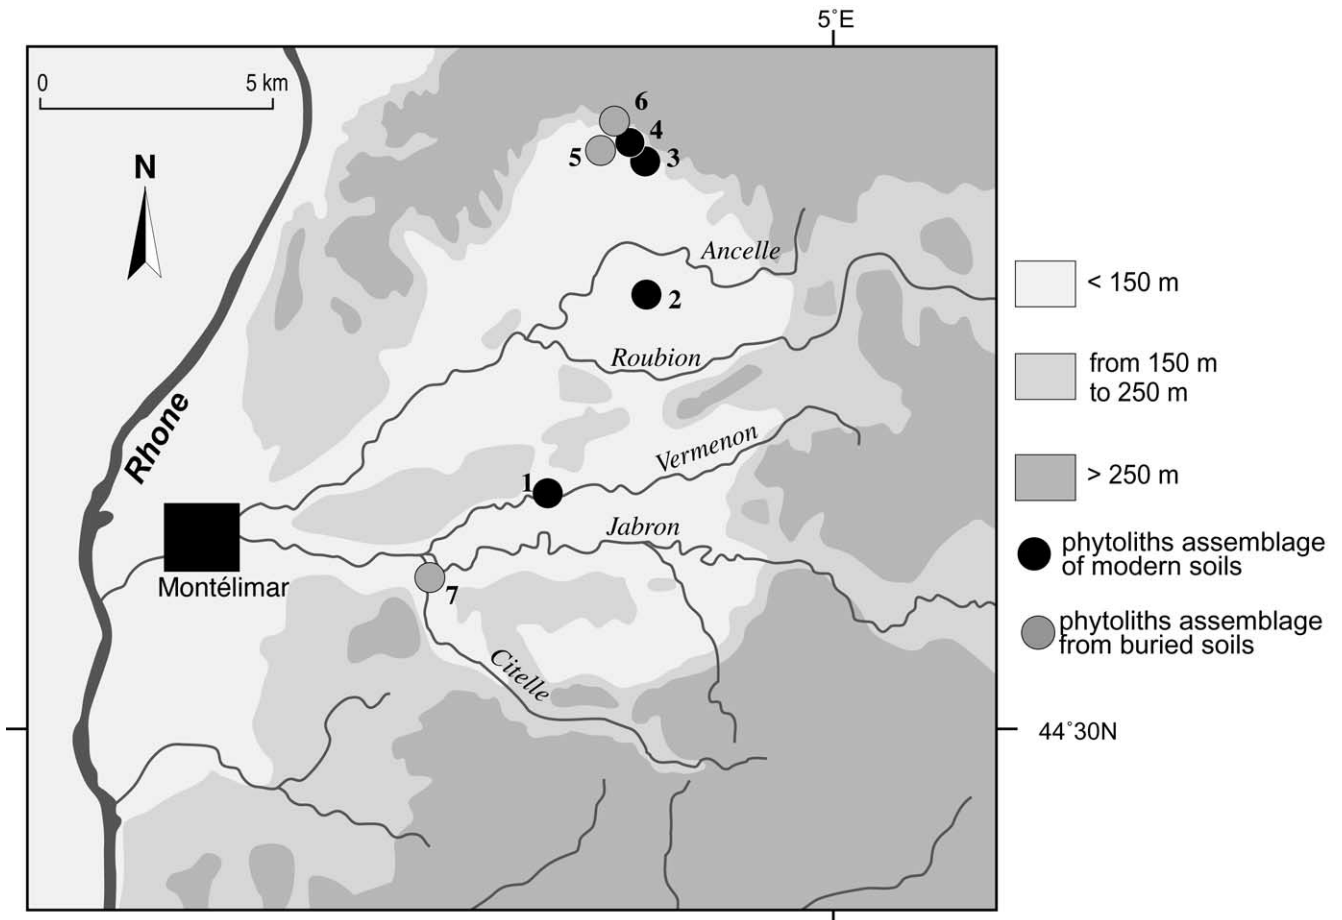 5˚E
0 5 km
N
6
4
5
3
Ancelle
2
Roubion
Rhone
Vermenon
1
Jabron
Montélimar
7
Citelle
< 150 m
from 150 m
to 250 m
> 250 m
phytoliths assemblage
of modern soils
phytoliths assemblage
from buried soils
44˚30N